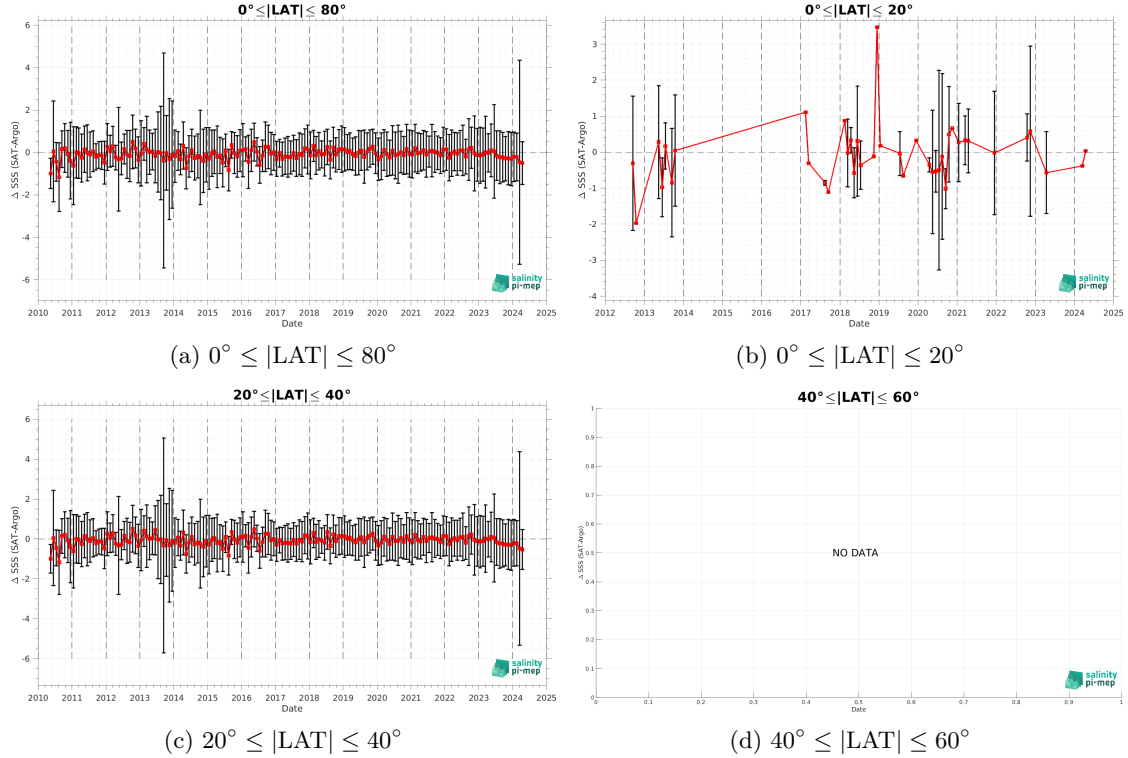 0°≤|LAT|≤ 80°
6
4
2
0
-2
-4
-6
Δ SSS (SAT-Argo)
2010 2011 2012 2013 2014 2015 2016 2017 2018 2019 2020 2021 2022 2023 2024 2025
Date
salinity
pi-mep
(a) 0° ≤ |LAT| ≤ 80°
0°≤|LAT|≤ 20°
3
2
1
0
-1
-2
-3
-4
Δ SSS (SAT-Argo)
2012 2013 2014 2015 2016 2017 2018 2019 2020 2021 2022 2023 2024 2025
Date
salinity
pi-mep
(b) 0° ≤ |LAT| ≤ 20°
20°≤|LAT|≤ 40°
6
4
2
0
-2
-4
-6
Δ SSS (SAT-Argo)
2010 2011 2012 2013 2014 2015 2016 2017 2018 2019 2020 2021 2022 2023 2024 2025
Date
salinity
pi-mep
(c) 20° ≤ |LAT| ≤ 40°
40°≤|LAT|≤ 60°
1
0.9
0.8
0.7
0.6
0.5
0.4
0.3
0.2
0.1
0
Δ SSS (SAT-Argo)
NO DATA
0 0.1 0.2 0.3 0.4 0.5 0.6 0.7 0.8 0.9 1
Date
salinity
pi-mep
(d) 40° ≤ |LAT| ≤ 60°